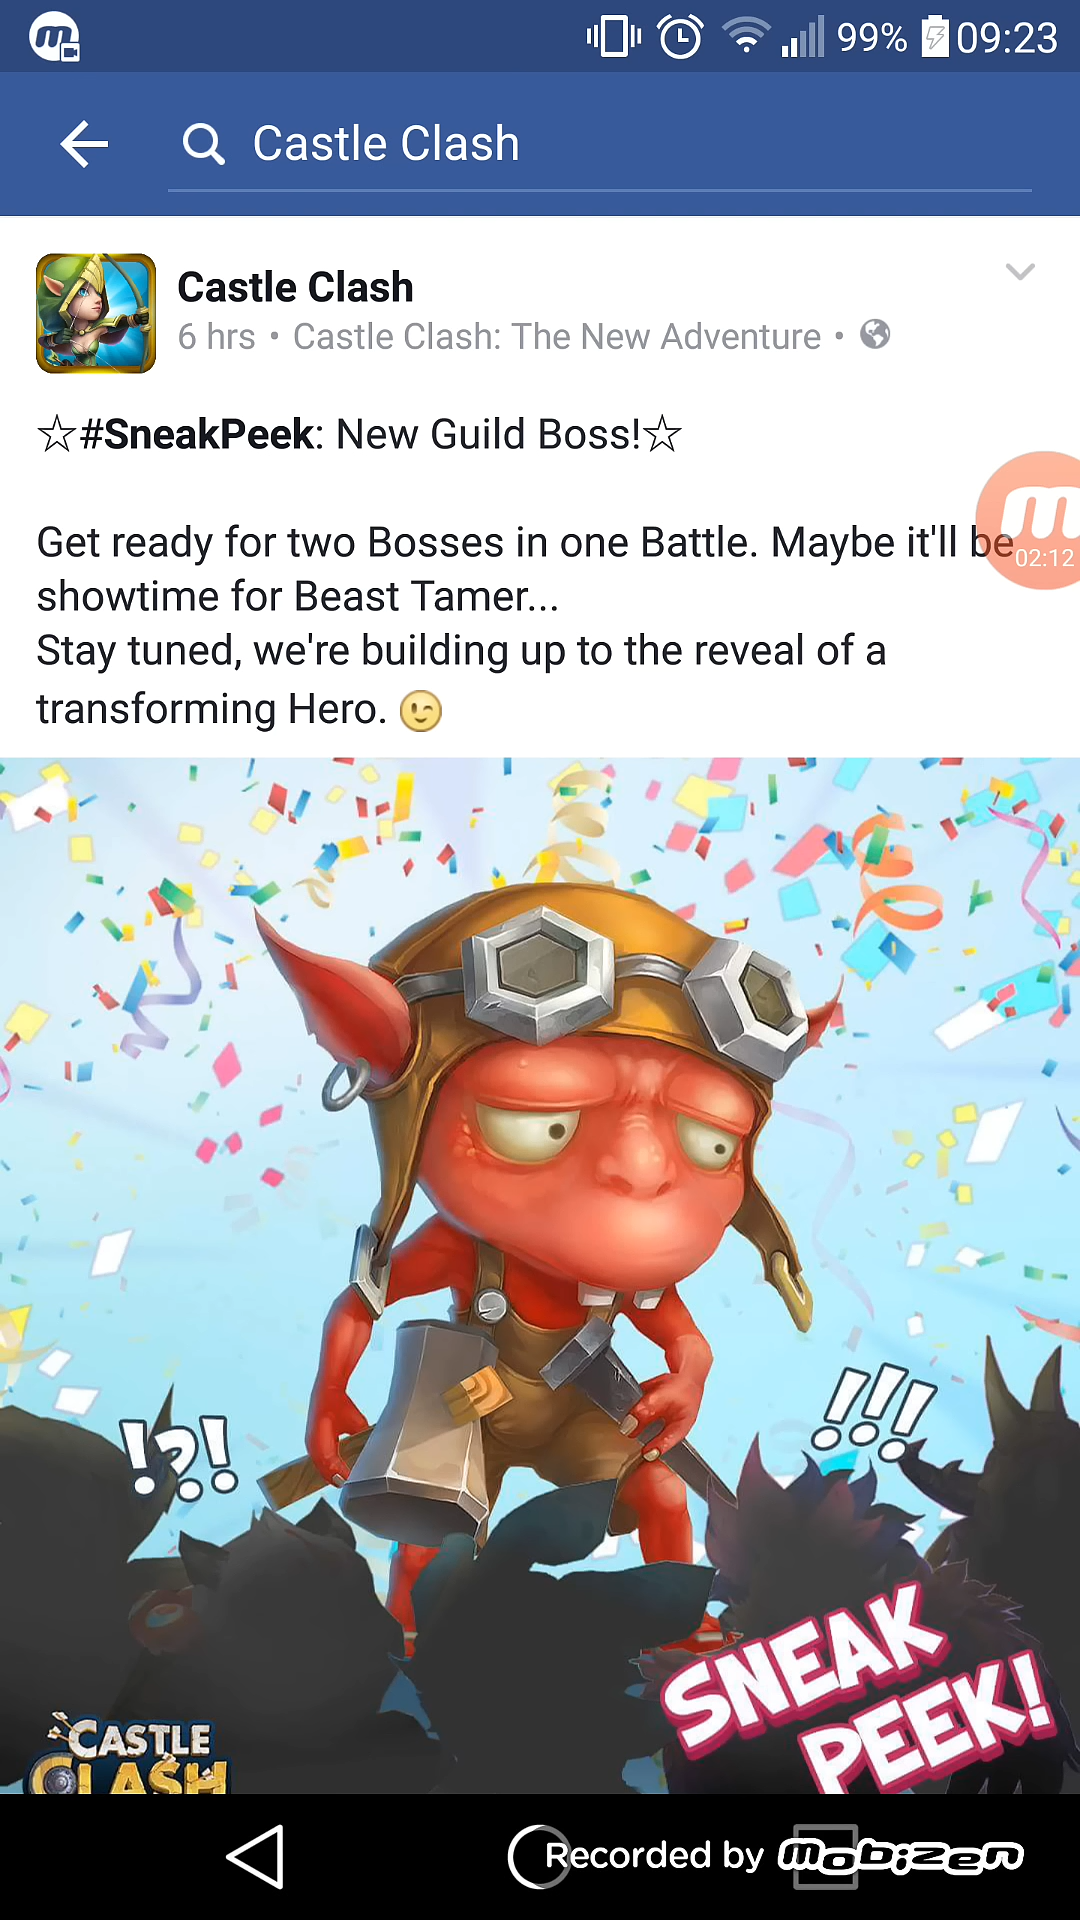 m
99% 09:23
Castle Clash
Castle Clash
6 hrs • Castle Clash: The New Adventure •
☆#SneakPeek: New Guild Boss!☆
Get ready for two Bosses in one Battle. Maybe it'll be
02:12
showtime for Beast Tamer...
Stay tuned, we're building up to the reveal of a
transforming Hero. 😉
!?!
!!!
SNEAK
PEEK!
CASTLE
CLASH
Recorded by mobizen